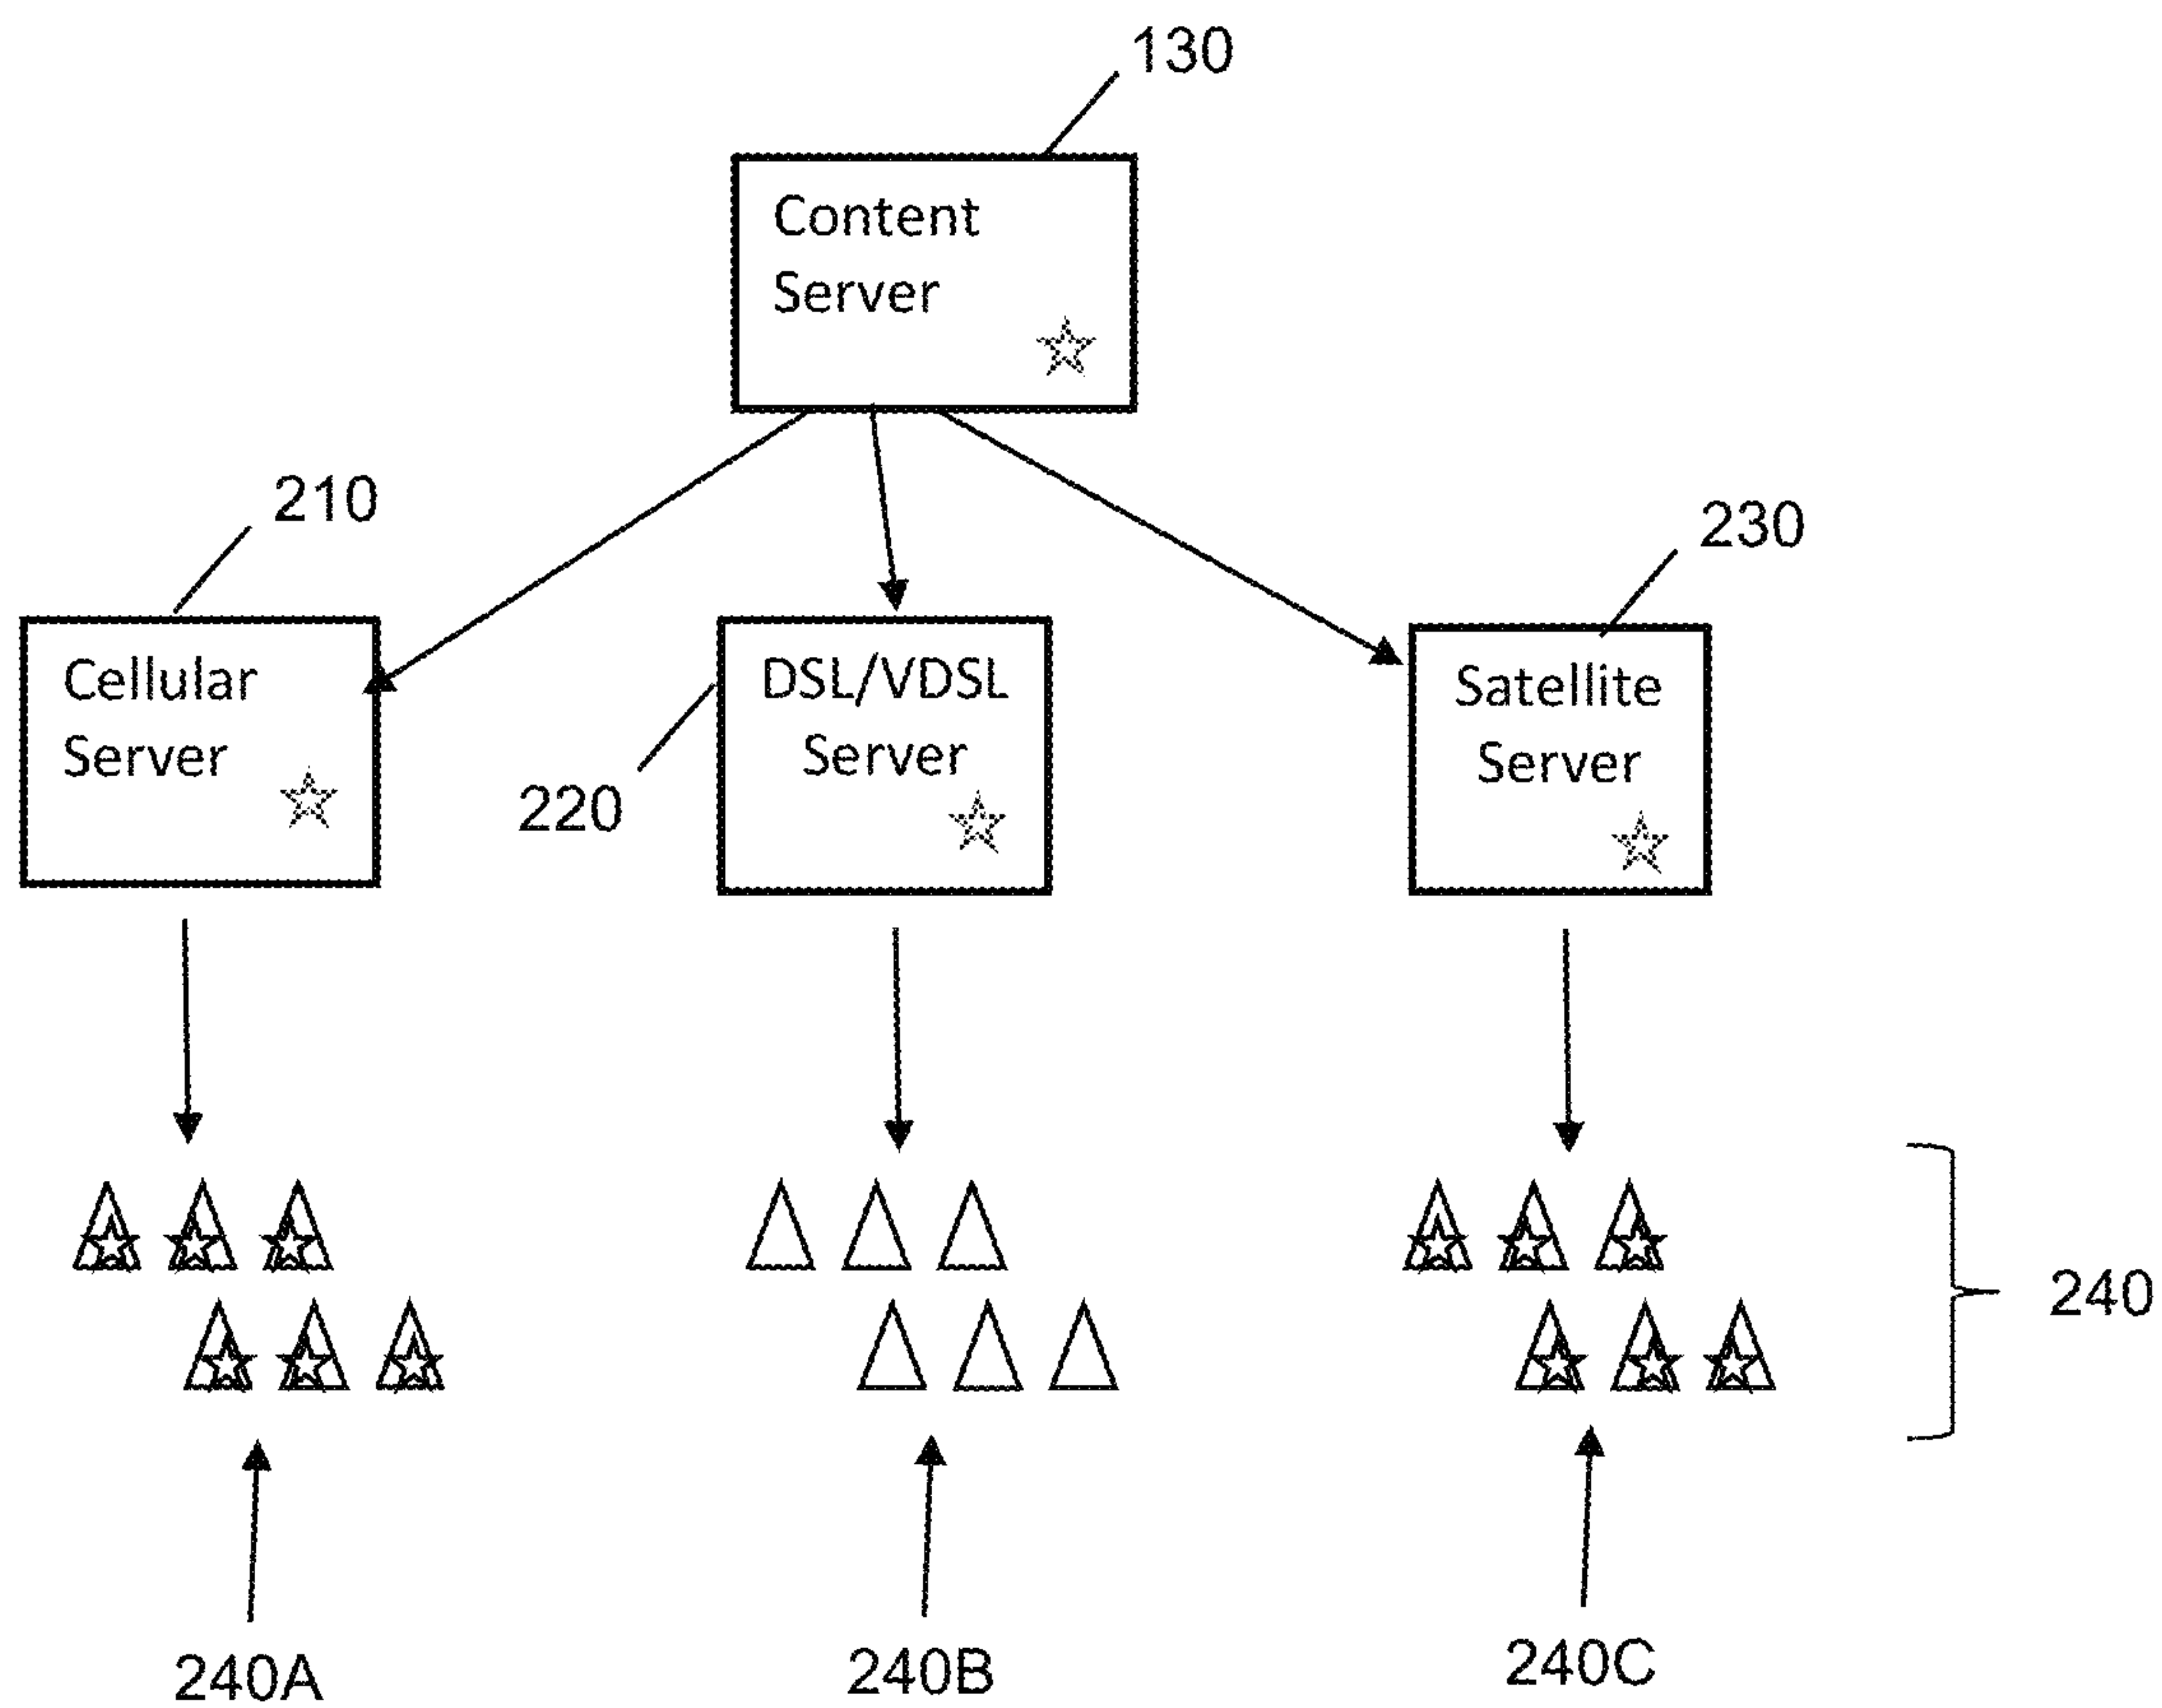 130
Content
Server
210
230
Cellular
Server
DSL/VDSL
Server
Satellite
Server
220
240
240A
240B
240C